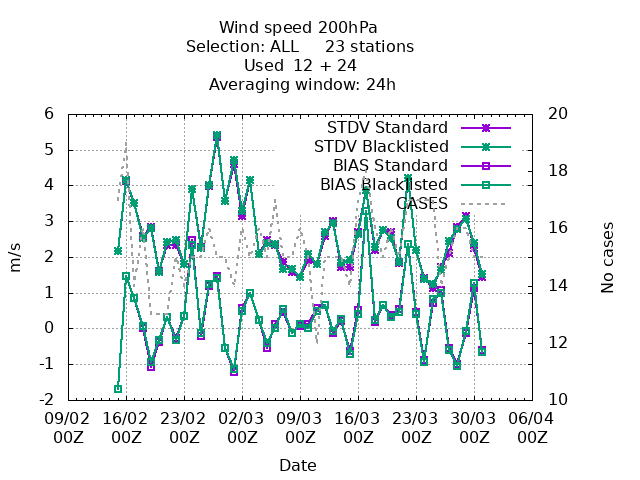 Wind speed 200hPa
Selection: ALL 23 stations
Used 12 + 24
Averaging window: 24h
STDV Standard
STDV Blacklisted
BIAS Standard
BIAS Blacklisted
CASES
6
5
4
3
2
1
0
-1
-2
20
18
16
14
12
10
m/s
No cases
09/02 16/02 23/02 02/03 09/03 16/03 23/03 30/03 06/04
00Z 00Z 00Z 00Z 00Z 00Z 00Z 00Z 00Z
Date